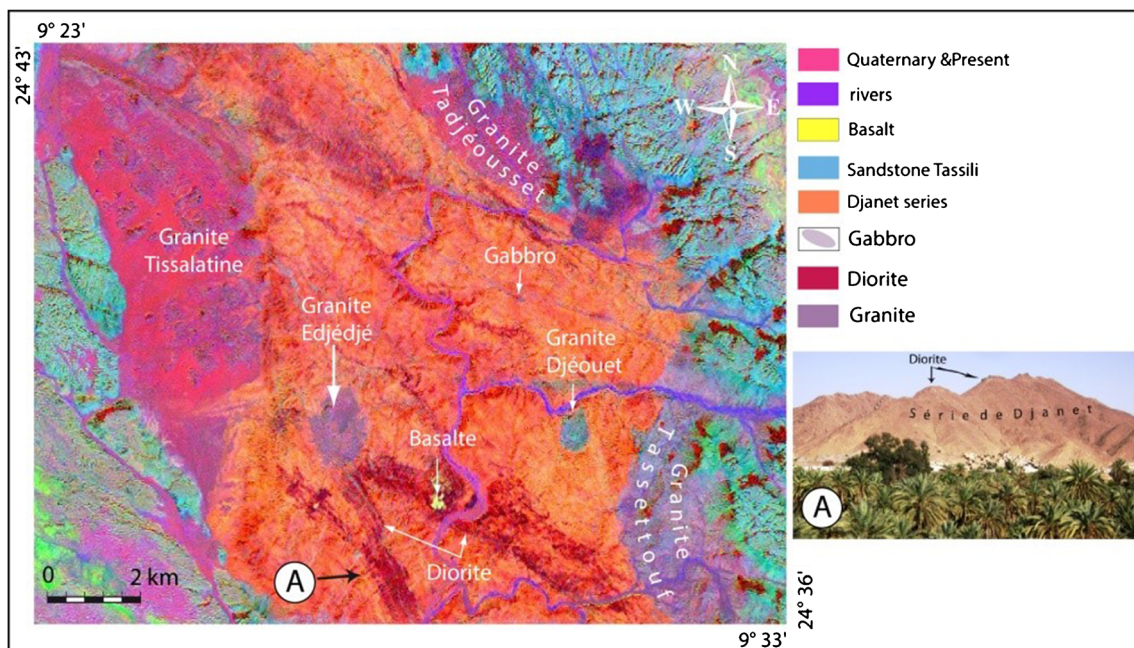 9° 23'
24° 43'
N
W E
S
Granite
Tadjéousset
Granite
Tissalatine
Gabbro
Granite
Edjédjé
Granite
Djéouet
Basalte
Granite
Tassettouf
Diorite
A
0 2 km
24° 36'
9° 33'
Quaternary &Present
rivers
Basalt
Sandstone Tassili
Djanet series
Gabbro
Diorite
Granite
Diorite
Série de Djanet
A